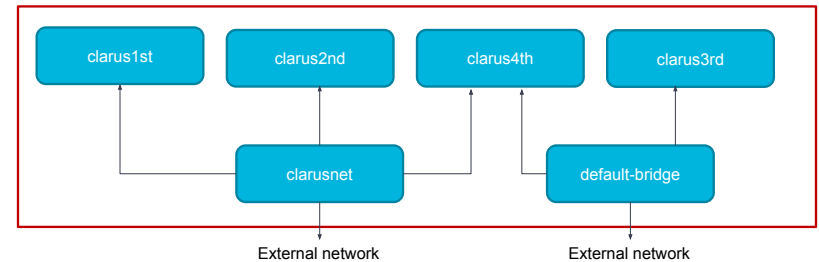 clarus1st
clarus2nd
clarus4th
clarus3rd
clarusnet
default-bridge
External network
External network